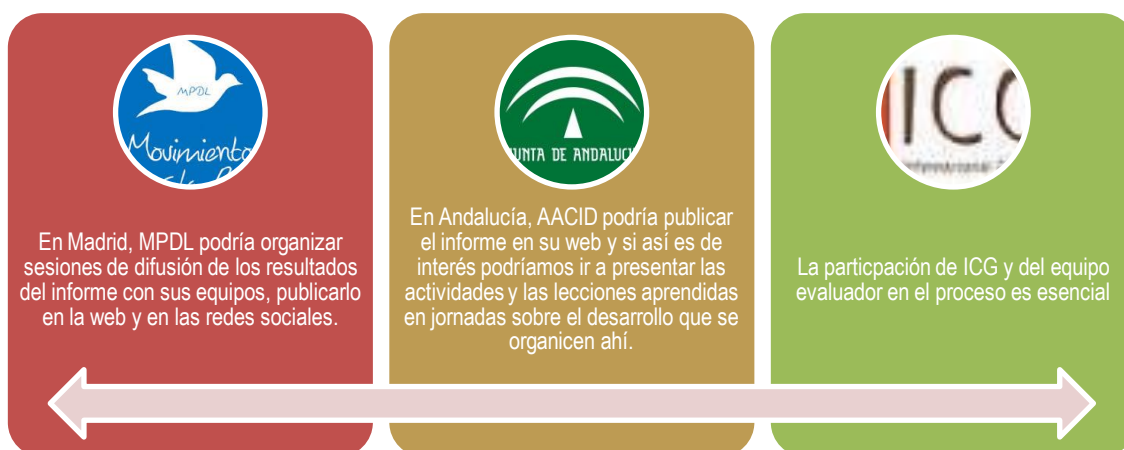 MPDL
Movimiento
En Madrid, MPDL podría organizar
sesiones de difusión de los resultados
del informe con sus equipos, publicarlo
en la web y en las redes sociales.
JUNTA DE ANDALUCI
En Andalucía, AACID podría publicar
el informe en su web y si así es de
interés podríamos ir a presentar las
actividades y las lecciones aprendidas
en jornadas sobre el desarrollo que se
organicen ahí.
ICG
La particpación de ICG y del equipo
evaluador en el proceso es esencial